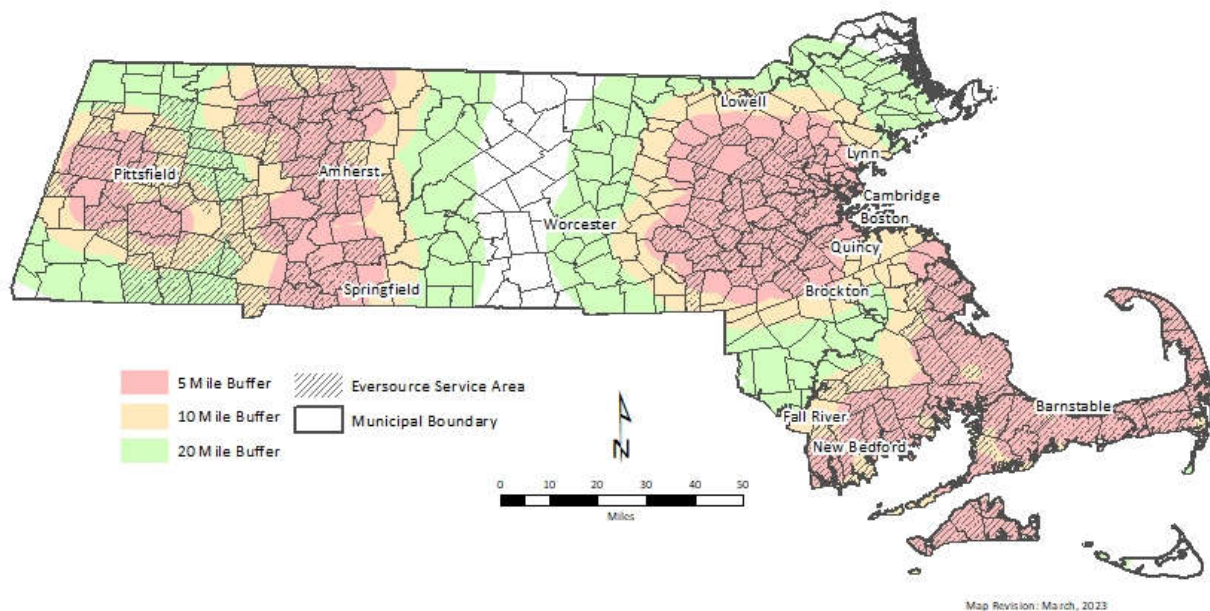 Lowell
Lynn
Pittsfield
Amherst
Cambridge
Boston
Worcester
Quincy
Springfield
Brockton
5 Mile Buffer
Eversource Service Area
10 Mile Buffer
Municipal Boundary
20 Mile Buffer
Fall River
Barnstable
New Bedford
N
0 10 20 30 40 50
Miles
Map Revision: March, 2023